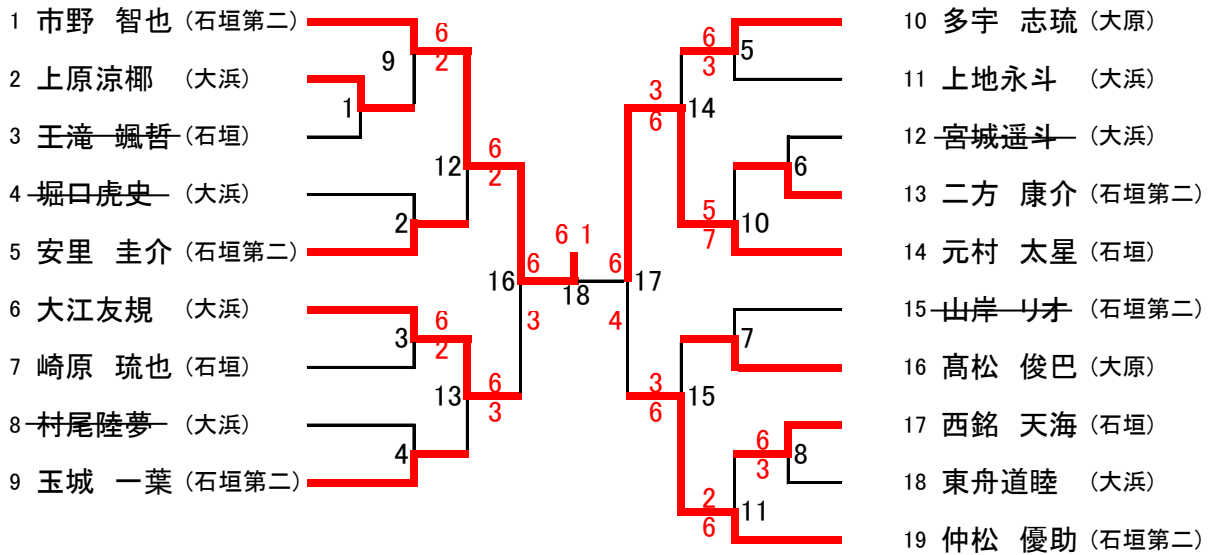 1 市野 智也 (石垣第二)
2 上原涼椰 (大浜)
3 王滝 颯哲 (石垣)
4 堀口虎史 (大浜)
5 安里 圭介 (石垣第二)
6 大江友規 (大浜)
7 崎原 琉也 (石垣)
8 村尾陸夢 (大浜)
9 玉城 一葉 (石垣第二)
1
9
6
2
2
12
6
2
3
6
2
13
6
3
4
16
6
3
6 1
18
10 多宇 志琉 (大原)
11 上地永斗 (大浜)
12 宮城遥斗 (大浜)
13 二方 康介 (石垣第二)
14 元村 太星 (石垣)
15 山岸 リオ (石垣第二)
16 髙松 俊巴 (大原)
17 西銘 天海 (石垣)
18 東舟道睦 (大浜)
19 仲松 優助 (石垣第二)
6
3
5
3
6
14
6
5
7
10
6
4
17
7
3
6
15
6
3
8
2
6
11